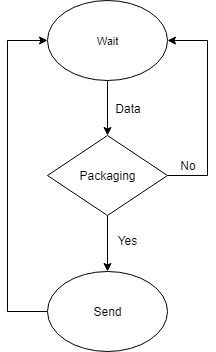 Wait
Data
Packaging
No
Yes
Send